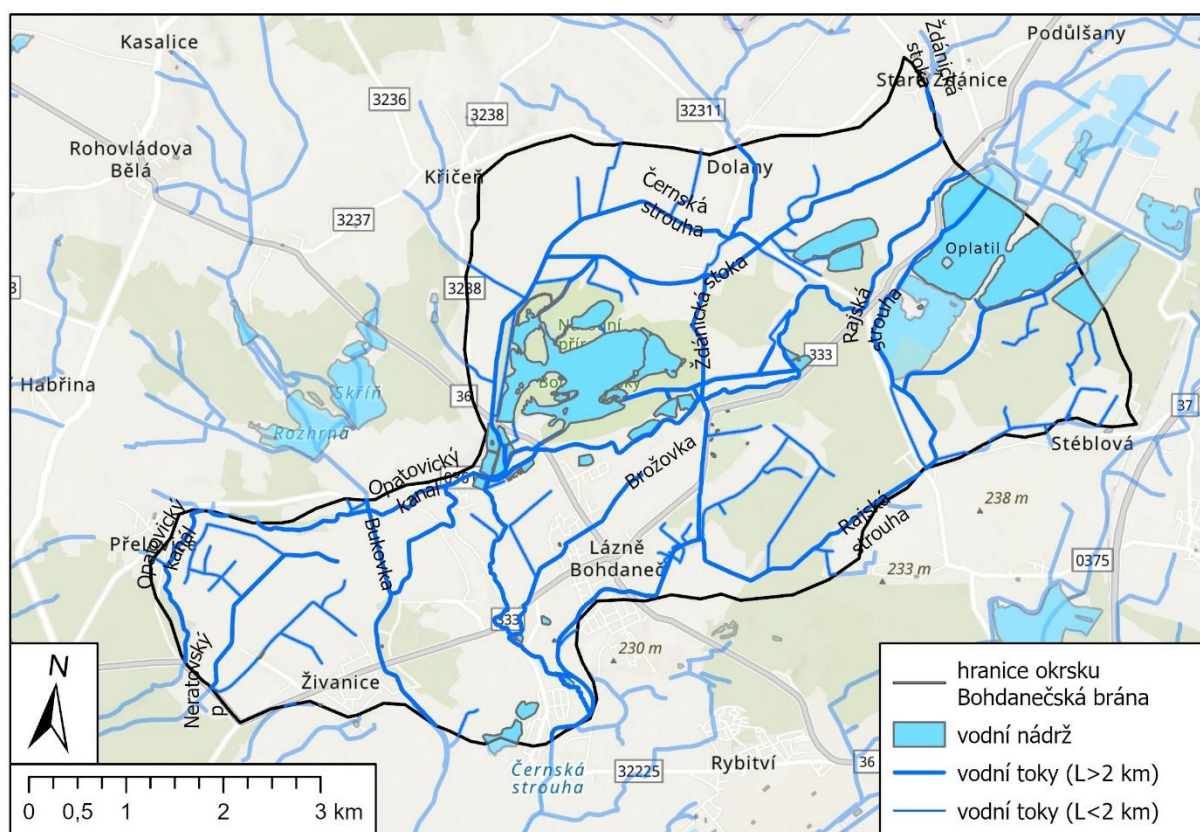 Kasalice
Podůlšany
Ždánická
stoka
Staré Ždánice
3236
3238
32311
Rohovládova
Bělá
Křičeň
Dolany
Černská
strouha
3237
3238
Oplatil
Ždánická stoka
Rajská
strouha
333
Habřina
Skříň
Rozhrna
36
37
Stéblová
Opatovický
kanál
Brožovka
238 m
Opatovický
kanál
Bukovka
Rajská
strouha
Lázně
Bohdaneč
233 m
0375
333
230 m
Neratovský
p.
Živanice
Černská
strouha
32225
Rybitví
36
N
0 0,5 1 2 3 km
hranice okrsku
Bohdanečská brána
vodní nádrž
vodní toky (L>2 km)
vodní toky (L<2 km)